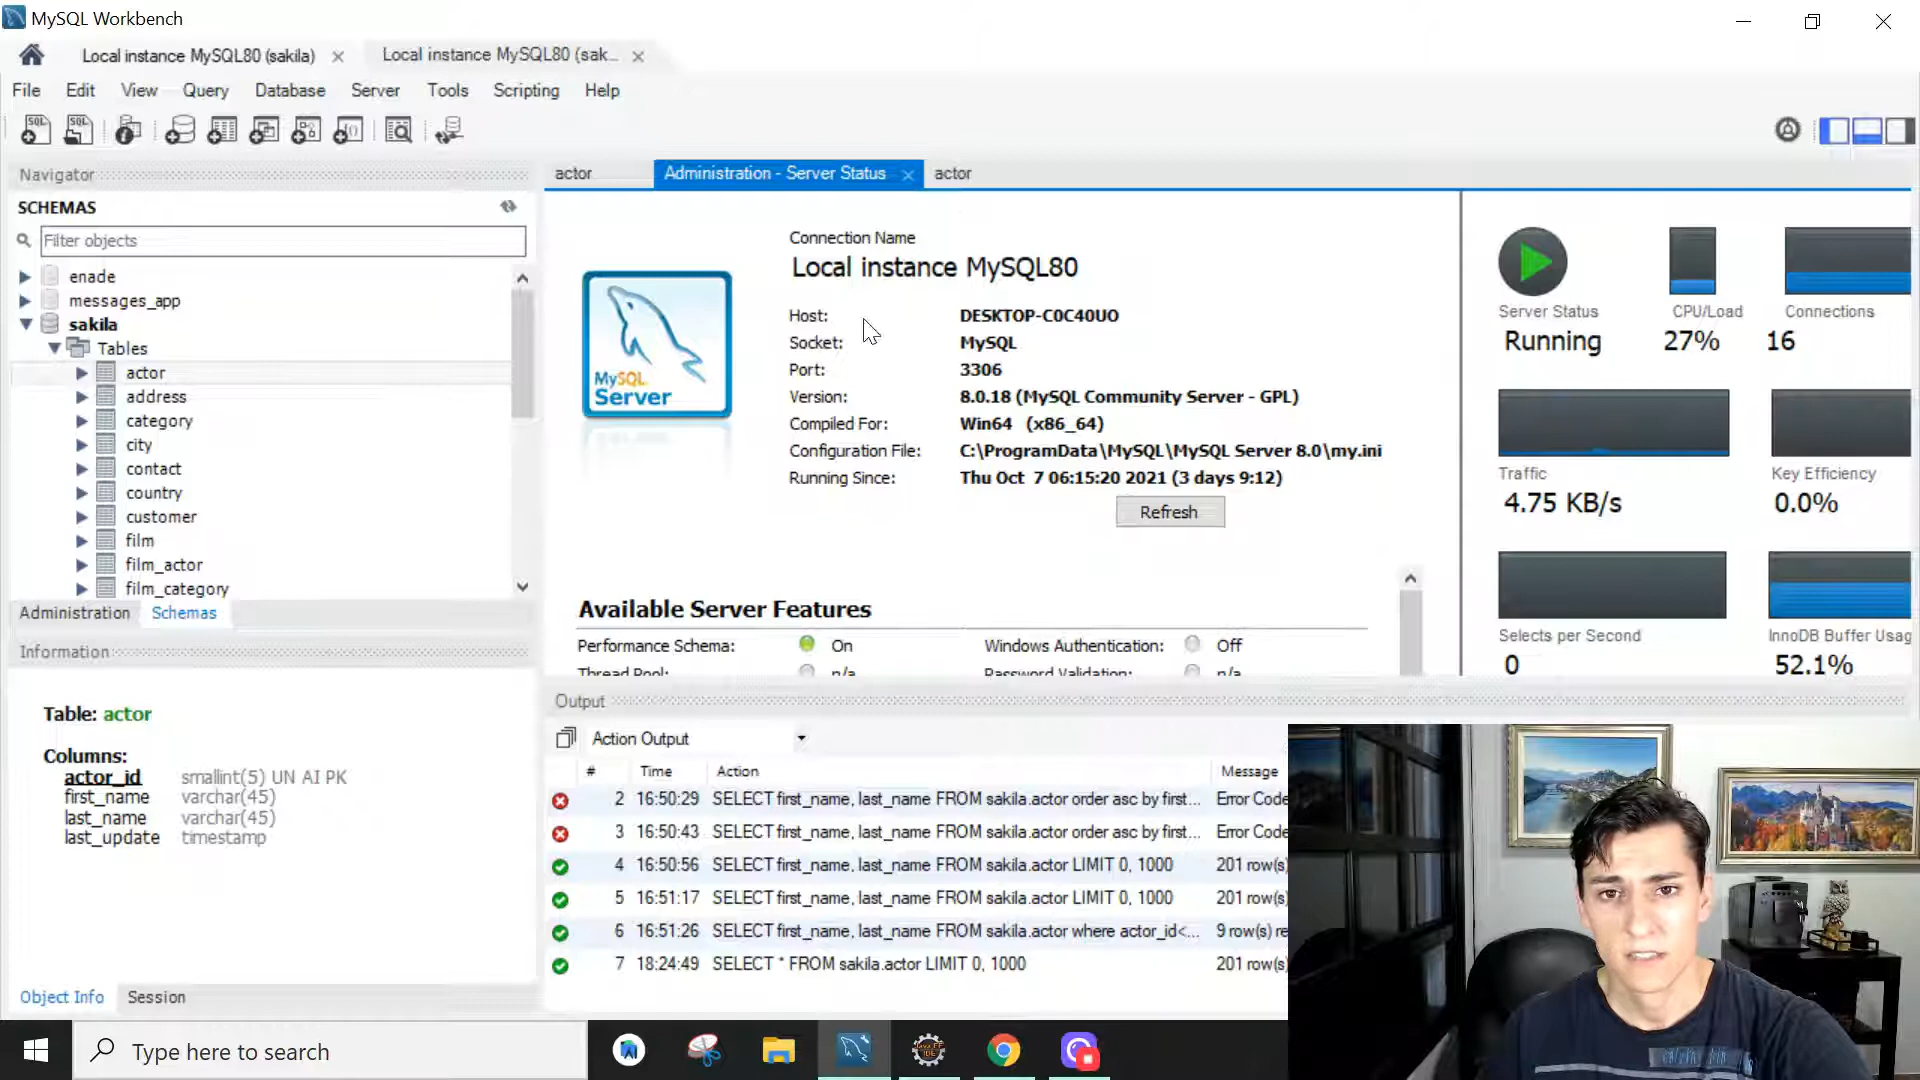 MySQL Workbench
Local instance MySQL80 (sakila)
Local instance MySQL80 (sak...
File Edit View Query Database Server Tools Scripting Help
Navigator
SCHEMAS
Filter objects
enade
messages_app
sakila
Tables
actor
address
category
city
contact
country
customer
film
film_actor
film_category
Administration Schemas
Information
Table: actor
Columns:
actor_id smallint(5) UN AI PK
first_name varchar(45)
last_name varchar(45)
last_update timestamp
Object Info Session
actor
Administration - Server Status
actor
Connection Name
Local instance MySQL80
MySQL
Server
Host: DESKTOP-C0C40UO
Socket: MySQL
Port: 3306
Version: 8.0.18 (MySQL Community Server - GPL)
Compiled For: Win64 (x86_64)
Configuration File: C:\ProgramData\MySQL\MySQL Server 8.0\my.ini
Running Since: Thu Oct 7 06:15:20 2021 (3 days 9:12)
Refresh
Available Server Features
Performance Schema: On Windows Authentication: Off
Thread Pool: n/a Password Validation: n/a
Server Status
Running
CPU/Load
27%
Connections
16
Traffic
4.75 KB/s
Key Efficiency
0.0%
Selects per Second
0
InnoDB Buffer Usag
52.1%
Output
Action Output
# Time Action Message
2 16:50:29 SELECT first_name, last_name FROM sakila.actor order asc by first... Error Code
3 16:50:43 SELECT first_name, last_name FROM sakila.actor order asc by first... Error Code
4 16:50:56 SELECT first_name, last_name FROM sakila.actor LIMIT 0, 1000 201 row(s)
5 16:51:17 SELECT first_name, last_name FROM sakila.actor LIMIT 0, 1000 201 row(s)
6 16:51:26 SELECT first_name, last_name FROM sakila.actor where actor_id<... 9 row(s) re
7 18:24:49 SELECT * FROM sakila.actor LIMIT 0, 1000 201 row(s)
Type here to search